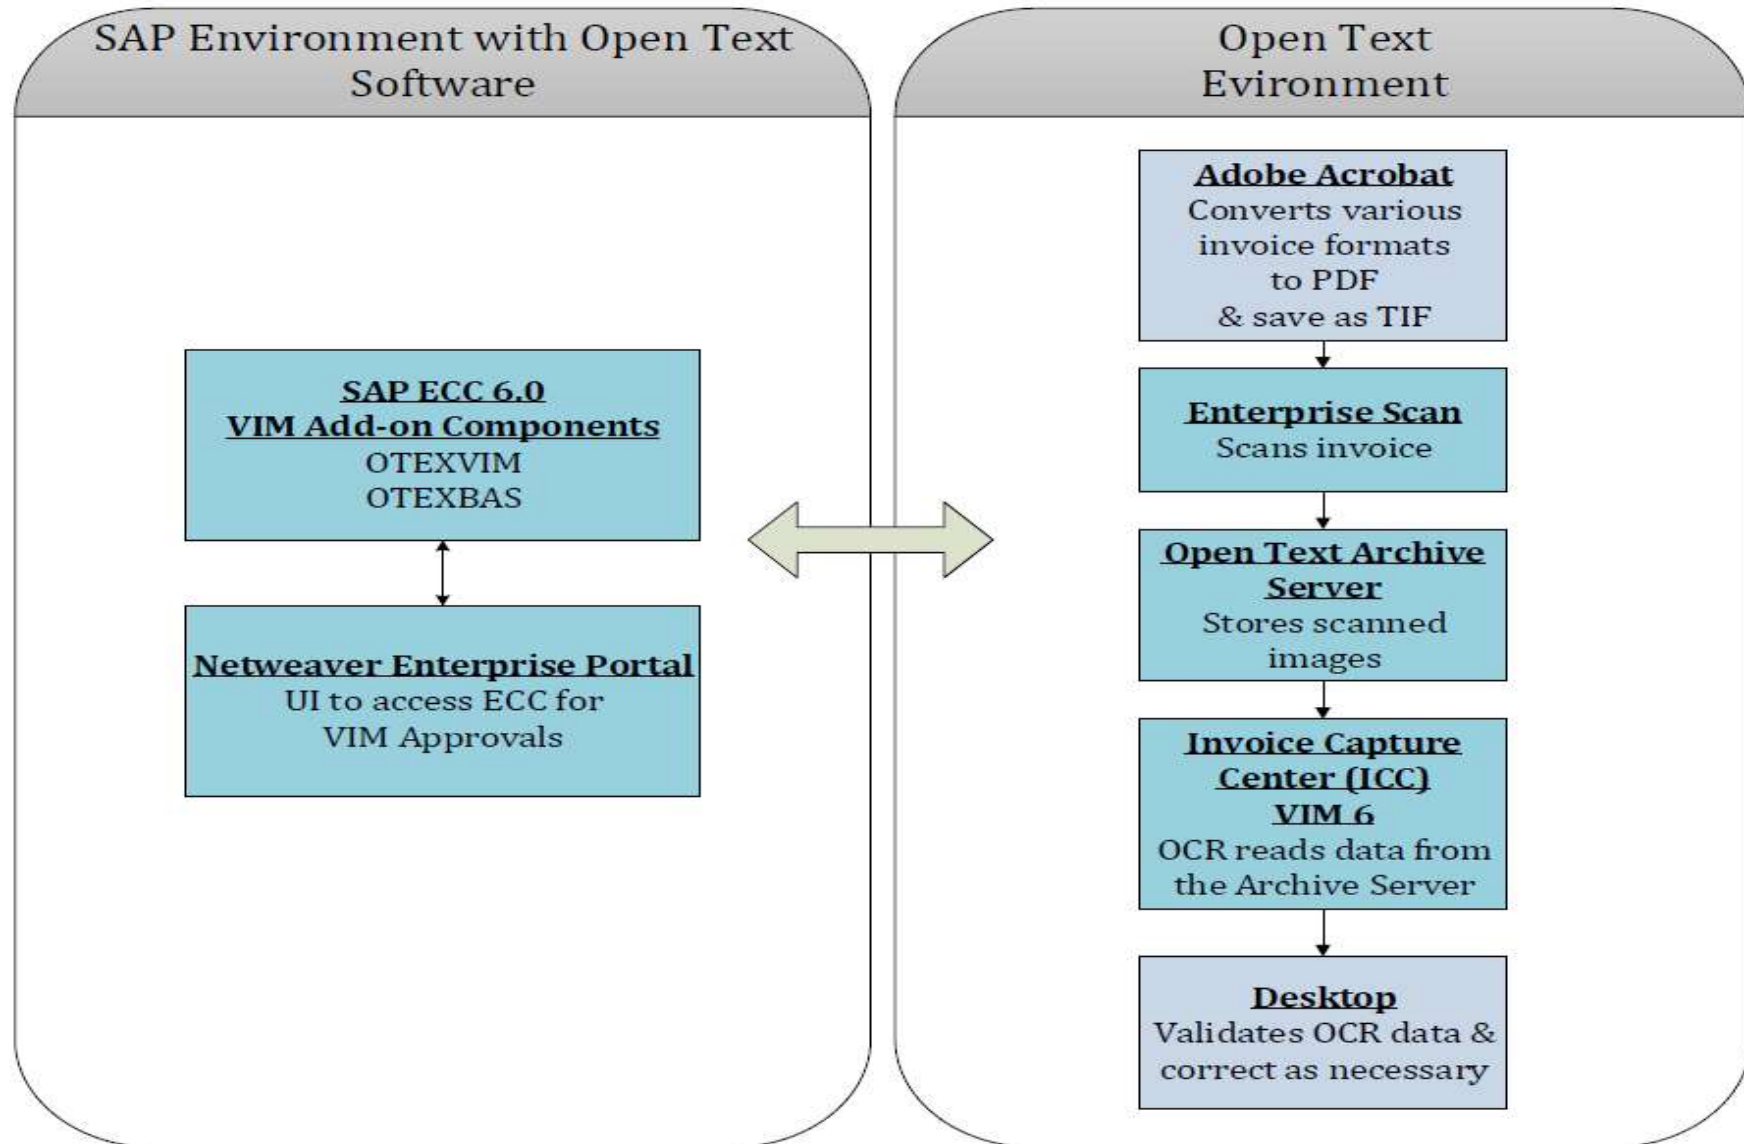 SAP Environment with Open Text
Software
SAP ECC 6.0
VIM Add-on Components
OTEXVIM
OTEXBAS
Netweaver Enterprise Portal
UI to access ECC for
VIM Approvals
Open Text
Evironment
Adobe Acrobat
Converts various
invoice formats
to PDF
& save as TIF
Enterprise Scan
Scans invoice
Open Text Archive
Server
Stores scanned
images
Invoice Capture
Center (ICC)
VIM 6
OCR reads data from
the Archive Server
Desktop
Validates OCR data &
correct as necessary